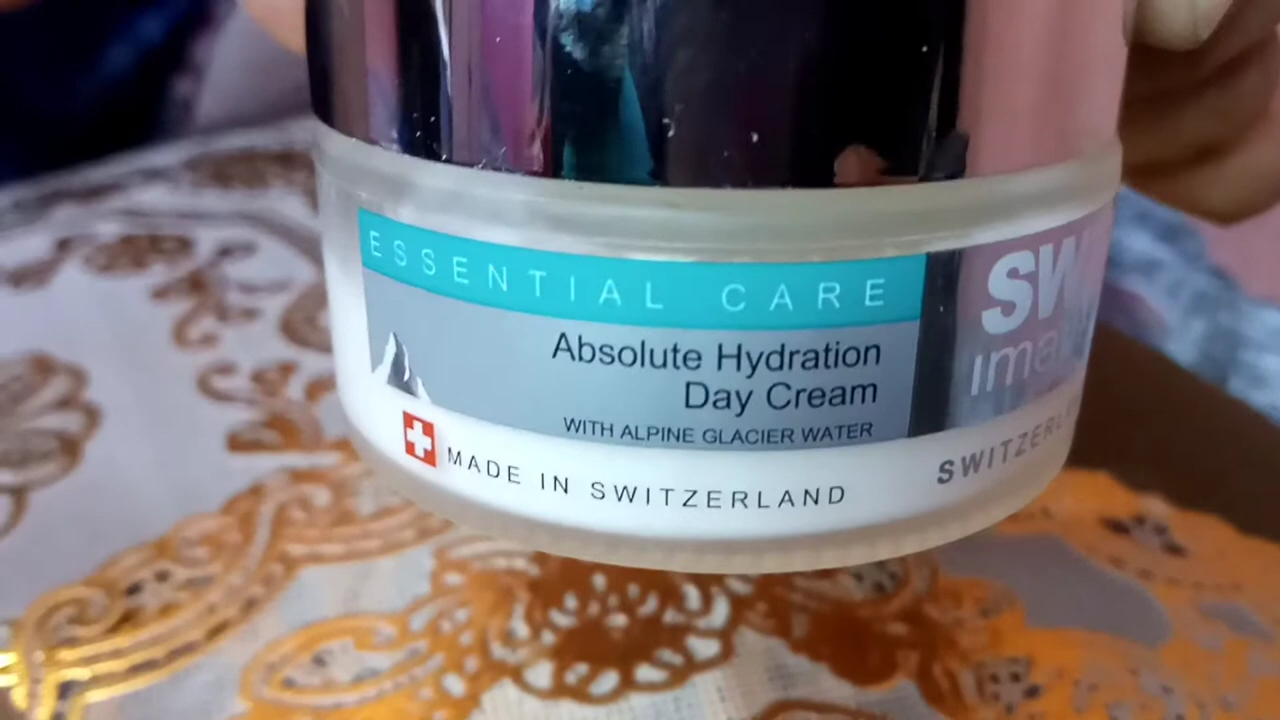 ESSENTIAL CARE
Absolute Hydration
Day Cream
WITH ALPINE GLACIER WATER
MADE IN SWITZERLAND